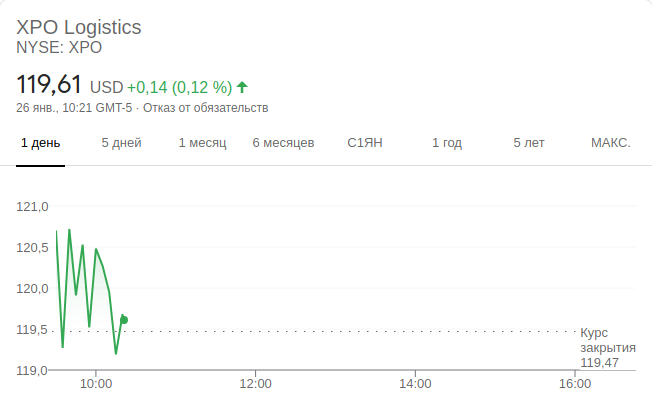 XPO Logistics
NYSE: XPO
119,61 USD +0,14 (0,12 %)
26 янв., 10:21 GMT-5 · Отказ от обязательств
1 день 5 дней 1 месяц 6 месяцев С1ЯН 1 год 5 лет МАКС.
121,0
120,5
120,0
119,5
119,0
Курс
закрытия
119,47
10:00 12:00 14:00 16:00